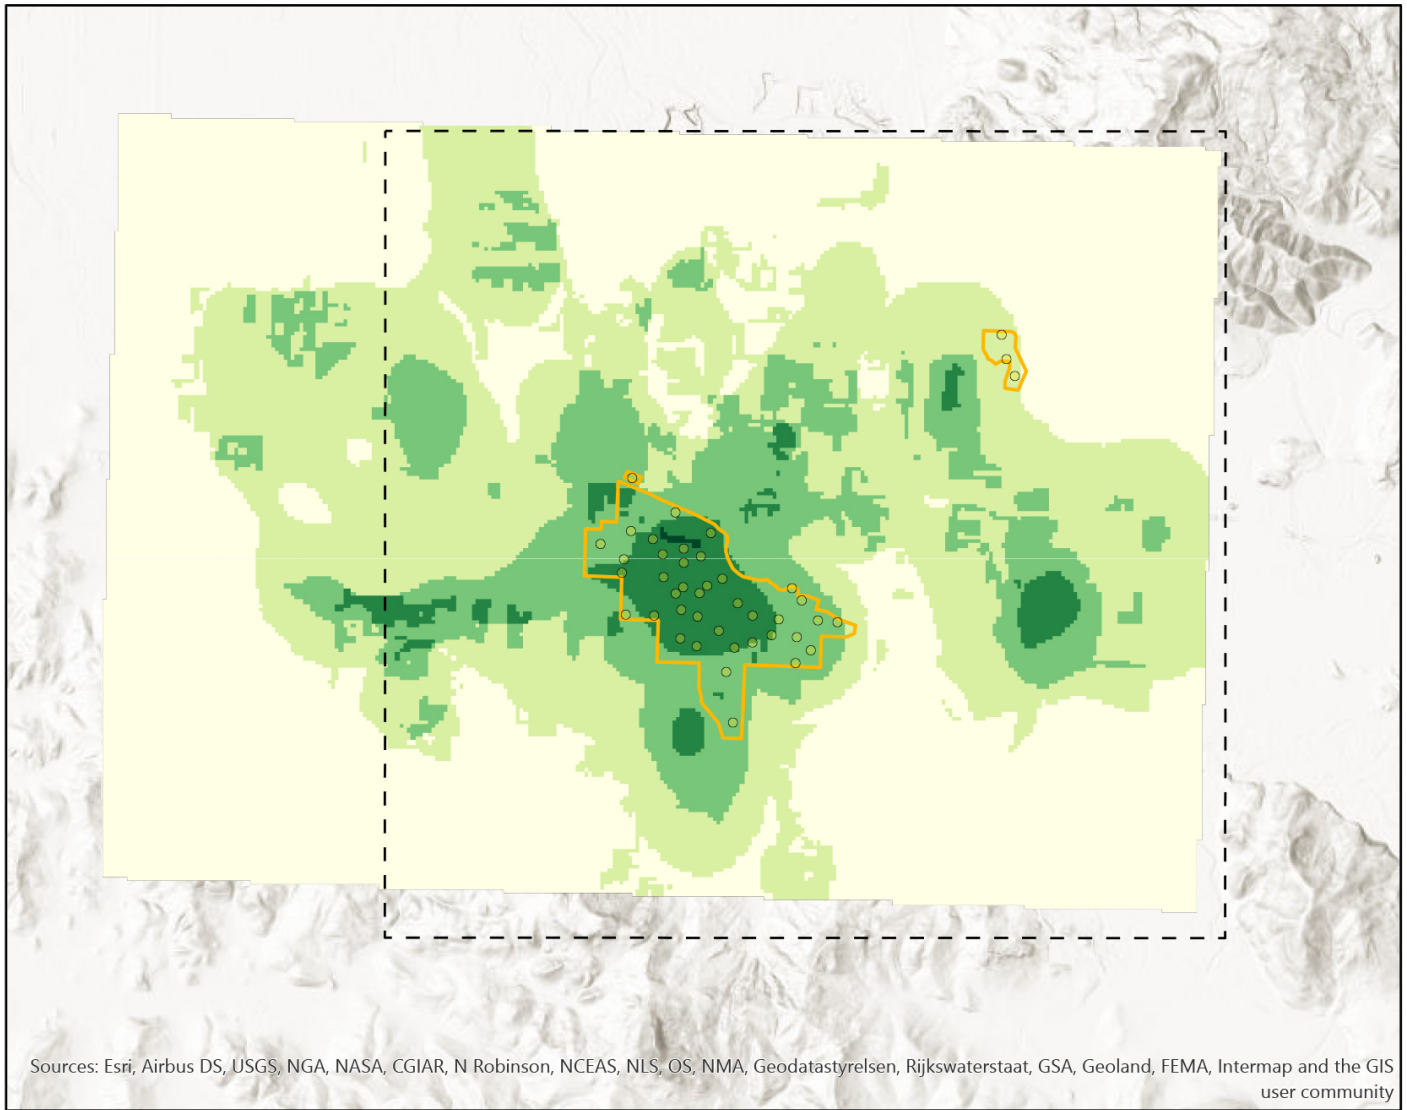 Sources: Esri, Airbus DS, USGS, NGA, NASA, CGIAR, N Robinson, NCEAS, NLS, OS, NMA, Geodatastyrelsen, Rijkswaterstaat, GSA, Geoland, FEMA, Intermap and the GIS
user community